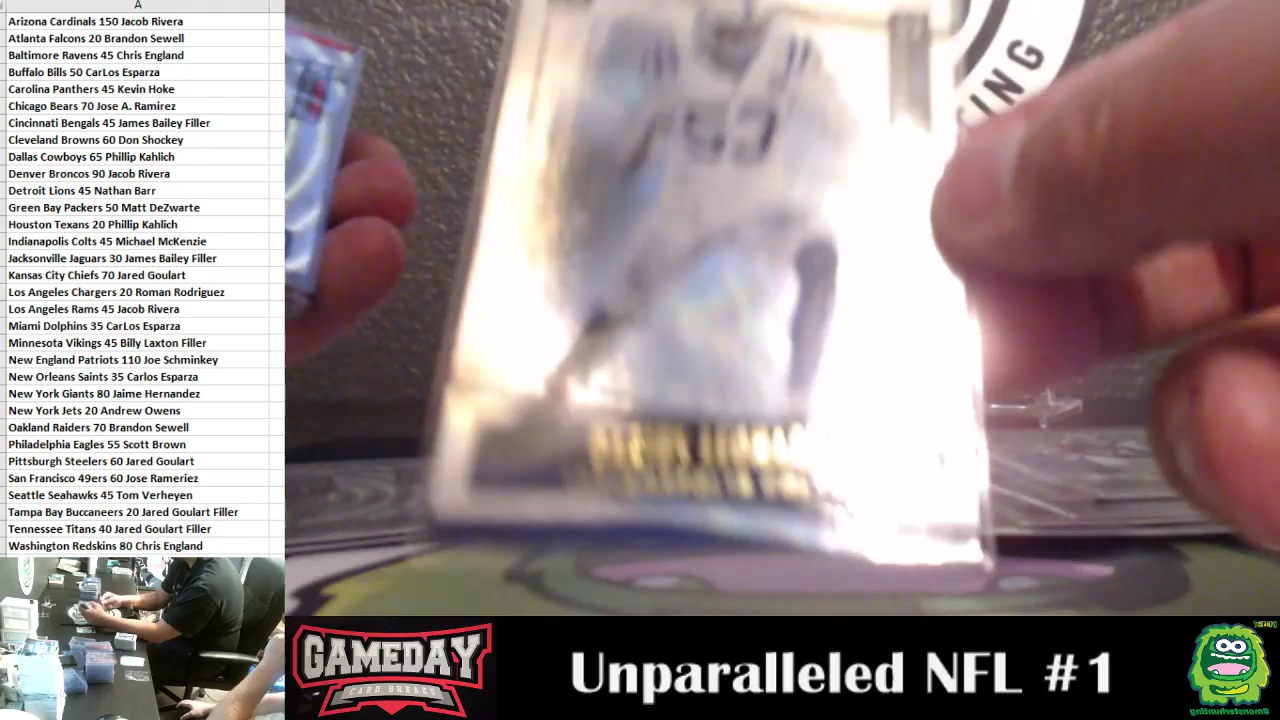 A
Arizona Cardinals 150 Jacob Rivera
Atlanta Falcons 20 Brandon Sewell
Baltimore Ravens 45 Chris England
Buffalo Bills 50 CarLos Esparza
Carolina Panthers 45 Kevin Hoke
Chicago Bears 70 Jose A. Ramirez
Cincinnati Bengals 45 James Bailey Filler
Cleveland Browns 60 Don Shockey
Dallas Cowboys 65 Phillip Kahlich
Denver Broncos 90 Jacob Rivera
Detroit Lions 45 Nathan Barr
Green Bay Packers 50 Matt DeZwarte
Houston Texans 20 Phillip Kahlich
Indianapolis Colts 45 Michael McKenzie
Jacksonville Jaguars 30 James Bailey Filler
Kansas City Chiefs 70 Jared Goulart
Los Angeles Chargers 20 Roman Rodriguez
Los Angeles Rams 45 Jacob Rivera
Miami Dolphins 35 CarLos Esparza
Minnesota Vikings 45 Billy Laxton Filler
New England Patriots 110 Joe Schminkey
New Orleans Saints 35 Carlos Esparza
New York Giants 80 Jaime Hernandez
New York Jets 20 Andrew Owens
Oakland Raiders 70 Brandon Sewell
Philadelphia Eagles 55 Scott Brown
Pittsburgh Steelers 60 Jared Goulart
San Francisco 49ers 60 Jose Rameriez
Seattle Seahawks 45 Tom Verheyen
Tampa Bay Buccaneers 20 Jared Goulart Filler
Tennessee Titans 40 Jared Goulart Filler
Washington Redskins 80 Chris England
ING
GAMEDAY
CARD BREAKS
Unparalleled NFL #1
#monsterhunting